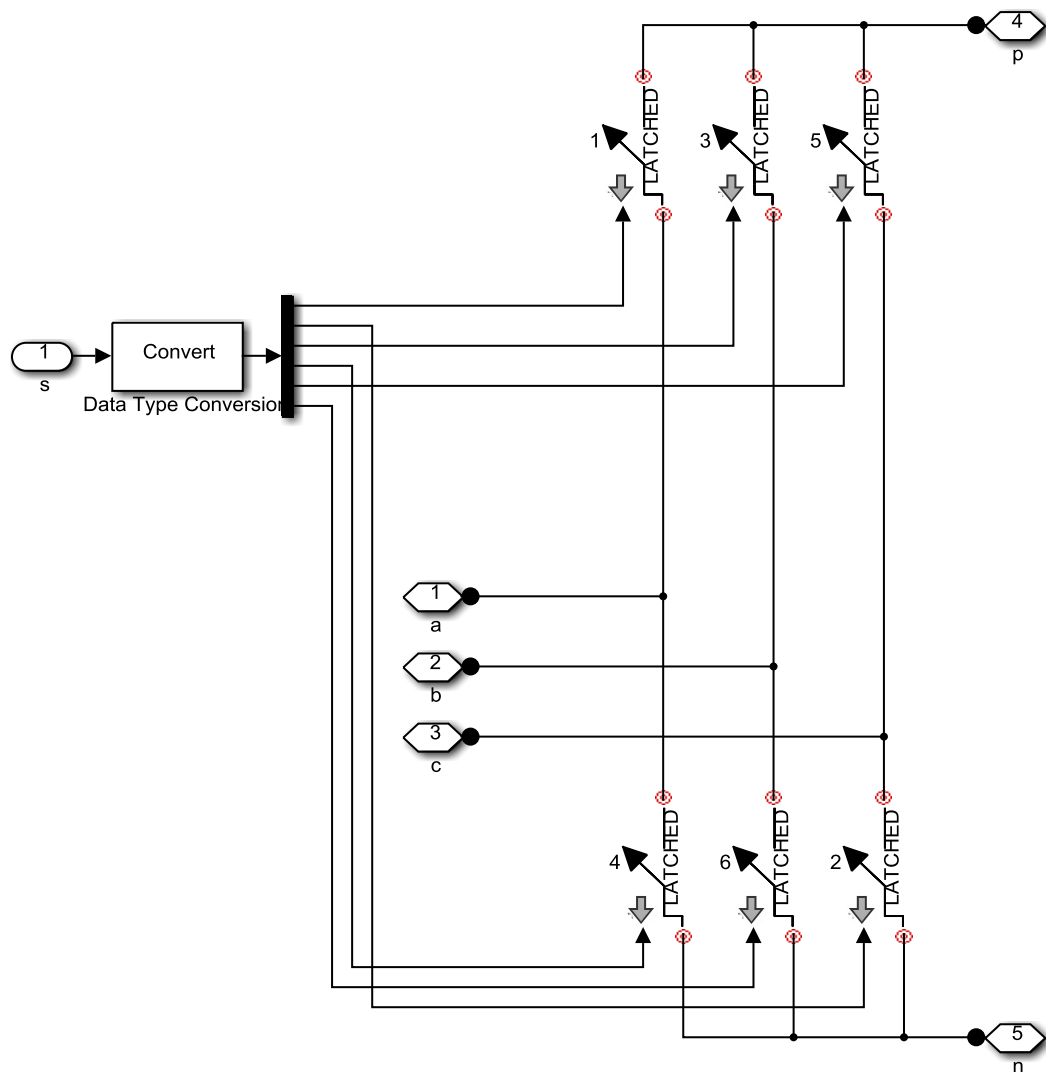 4
p
LATCHED
LATCHED
LATCHED
1
3
5
1
s
Convert
Data Type Conversion
1
a
2
b
3
c
LATCHED
LATCHED
LATCHED
4
6
2
5
n